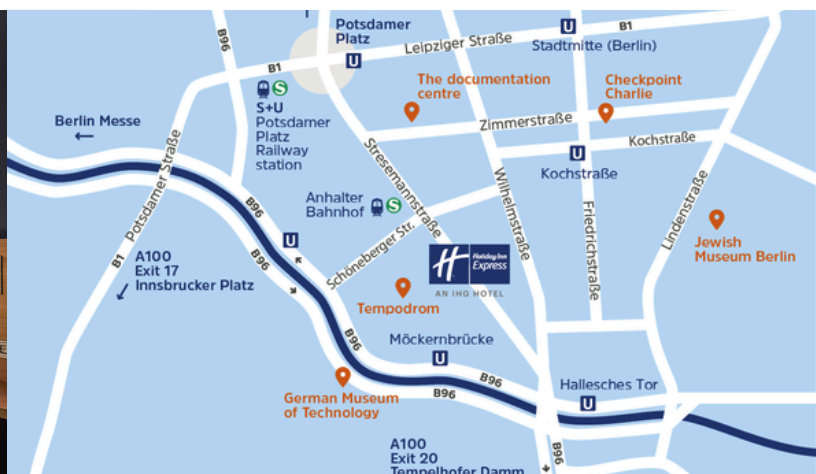 Potsdamer
Platz
U
B96
Leipziger Straße
U
B1
Stadtmitte (Berlin)
B1
S
S+U
Potsdamer
Platz
Railway
station
The documentation
centre
Checkpoint
Charlie
Berlin Messe
Zimmerstraße
Kochstraße
U
Kochstraße
Potsdamer Straße
Stresemannstraße
Wilhelmstraße
Friedrichstraße
Lindenstraße
Anhalter
Bahnhof
S
B96
U
Schöneberger Str.
B96
Jewish
Museum Berlin
A100
Exit 17
Innsbrucker Platz
B1
H
Holiday Inn
Express
AN IHG HOTEL
Tempodrom
B96
Möckernbrücke
U
B96
B96
Hallesches Tor
U
German Museum
of Technology
B96
A100
Exit 20
Tempelhofer Damm